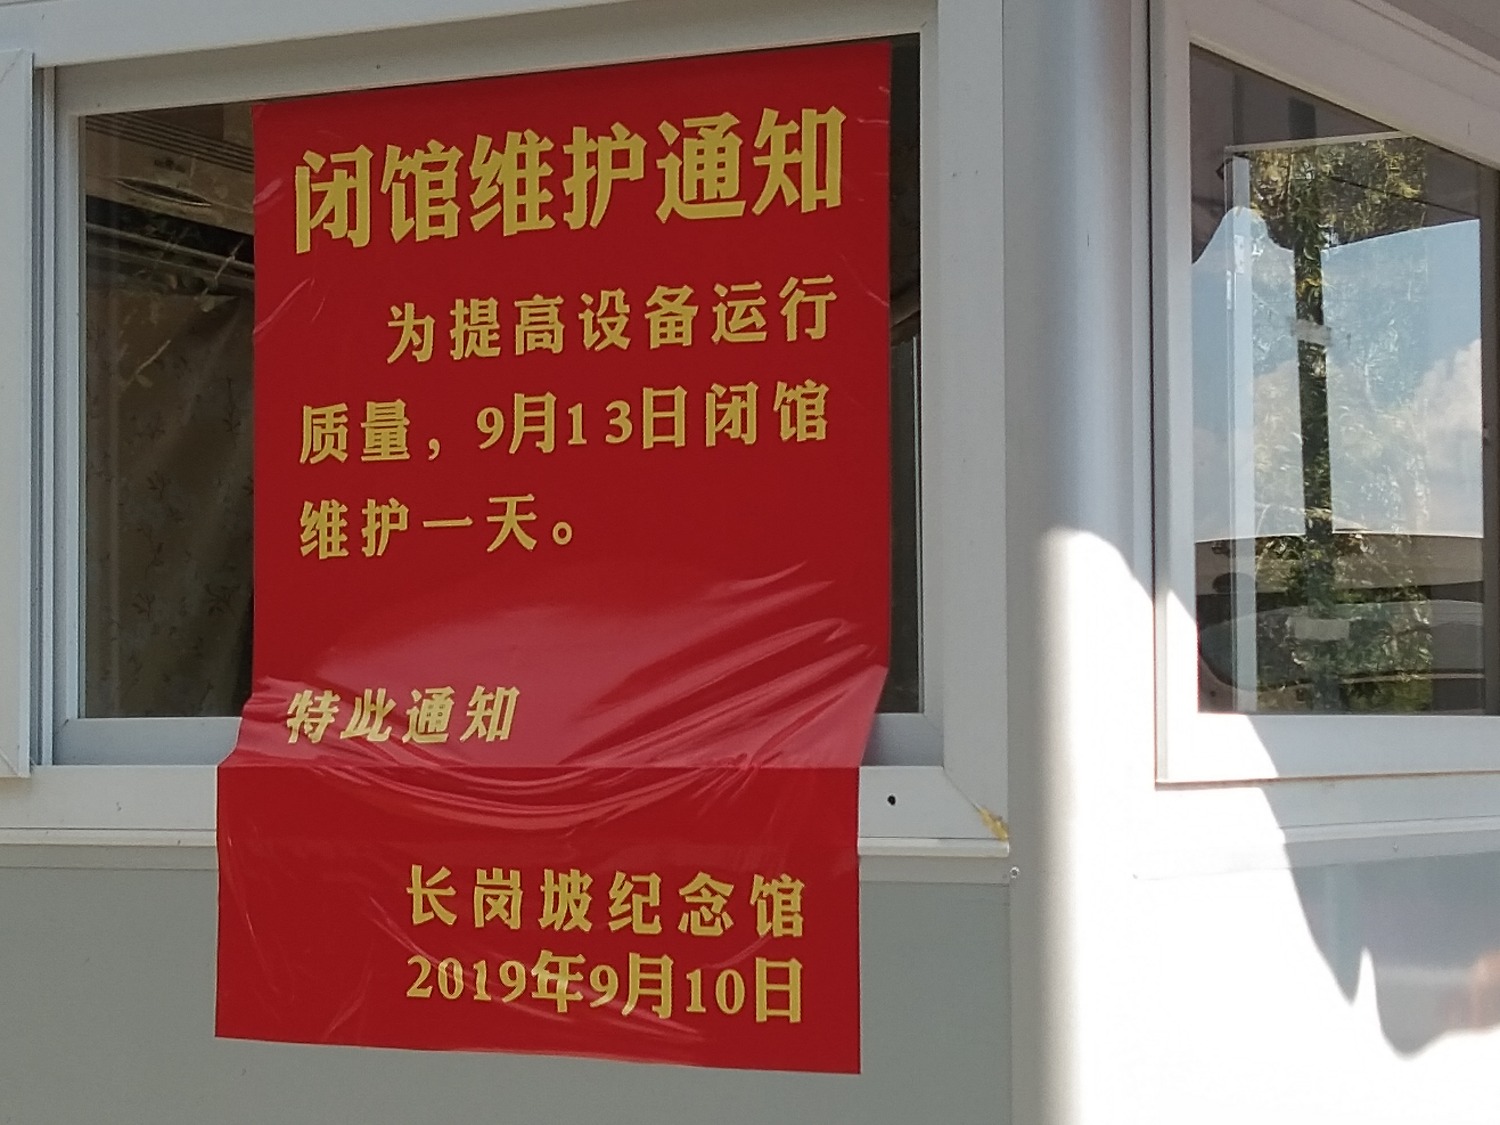 闭馆维护通知
为提高设备运行
质量，9月13日闭馆
维护一天。
特此通知
长岗坡纪念馆
2019年9月10日